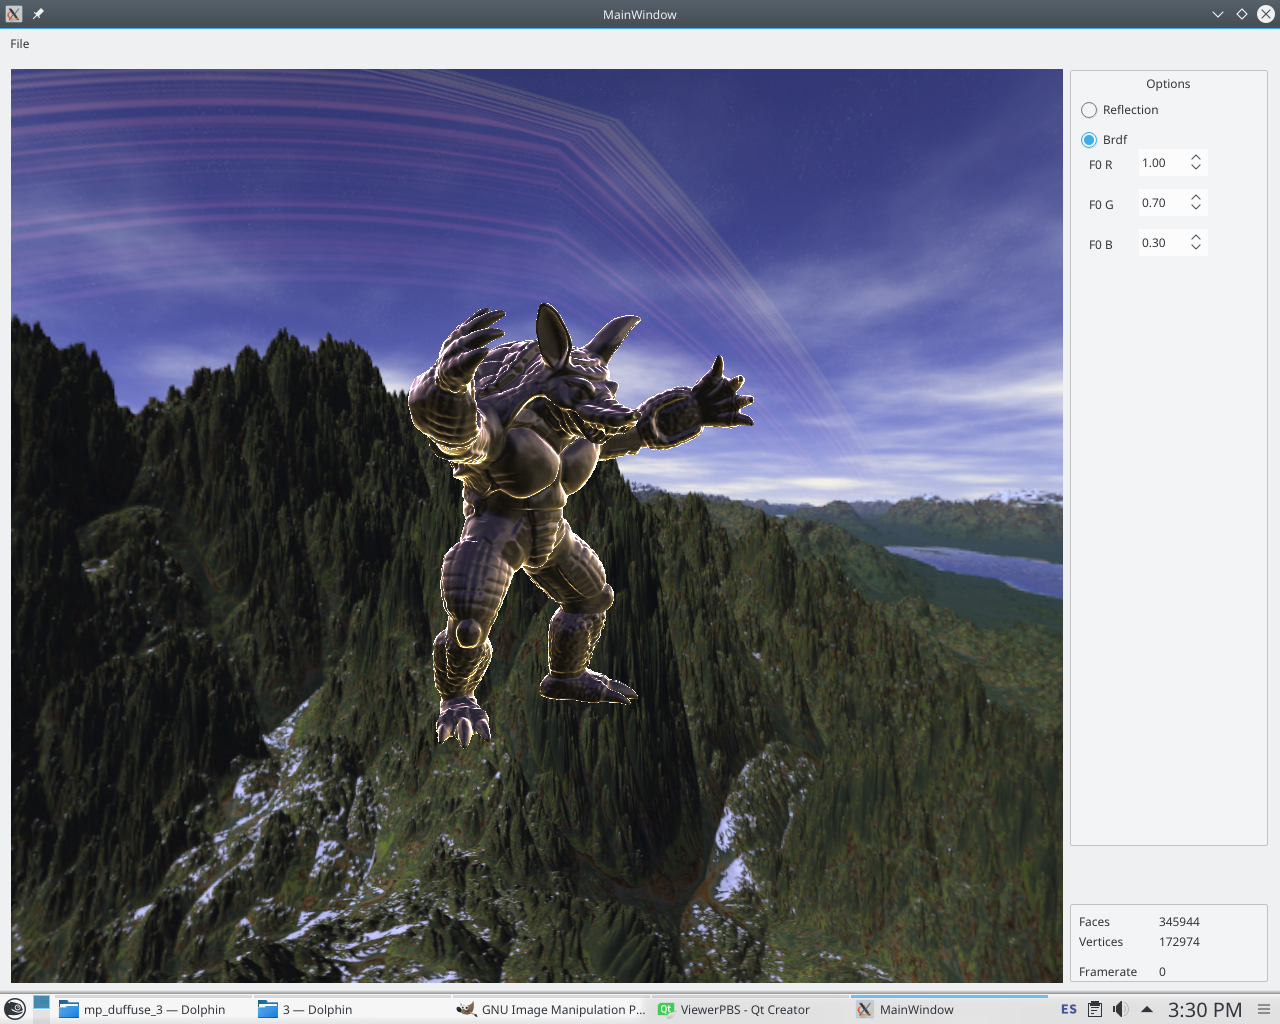 MainWindow
File
Options
Reflection
Brdf
F0 R 1.00
F0 G 0.70
F0 B 0.30
Faces 345944
Vertices 172974
Framerate 0
mp_duffuse_3 — Dolphin 3 — Dolphin GNU Image Manipulation P... ViewerPBS - Qt Creator MainWindow ES 3:30 PM